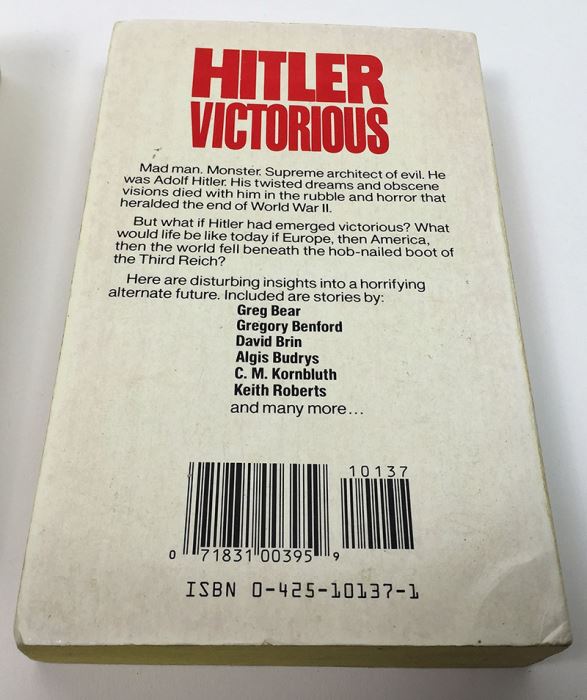 HITLER
VICTORIOUS
Mad man. Monster. Supreme architect of evil. He
was Adolf Hitler. His twisted dreams and obscene
visions died with him in the rubble and horror that
heralded the end of World War II.
But what if Hitler had emerged victorious? What
would life be like today if Europe, then America,
then the world fell beneath the hob-nailed boot of
the Third Reich?
Here are disturbing insights into a horrifying
alternate future. Included are stories by:
Greg Bear
Gregory Benford
David Brin
Algis Budrys
C. M. Kornbluth
Keith Roberts
and many more...
10137
0 71831 00395 9
ISBN 0-425-10137-1